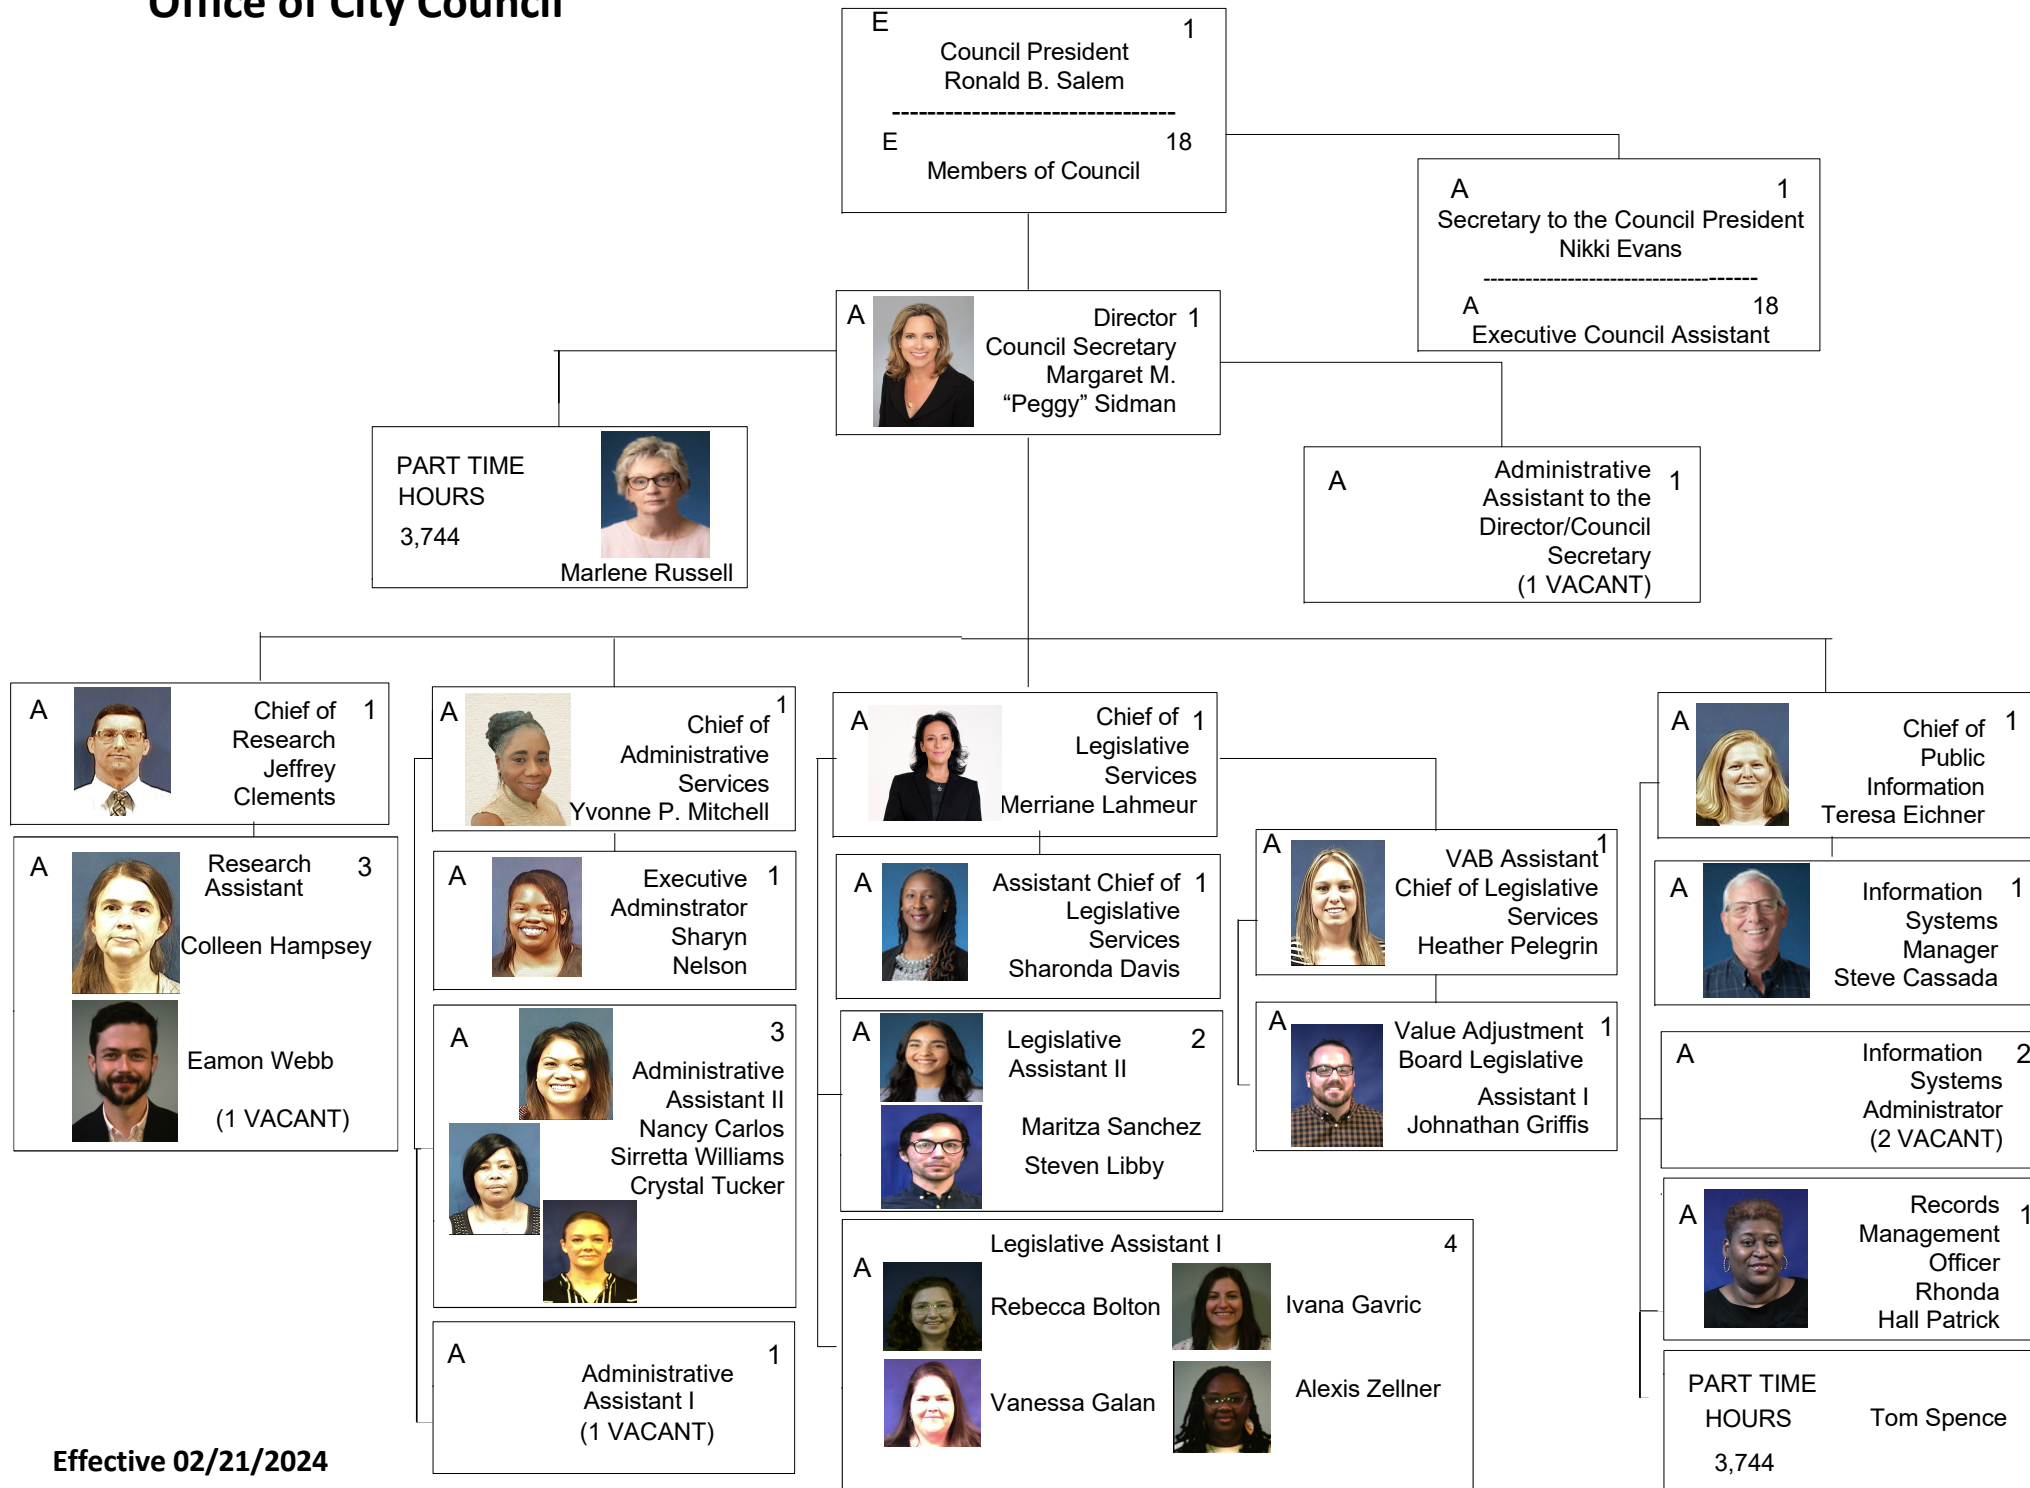 Office of City Council
E 1
Council President
Ronald B. Salem
--------------------------------
E 18
Members of Council
A 1
Secretary to the Council President
Nikki Evans
--------------------------------------
A 18
Executive Council Assistant
A Director 1
Council Secretary
Margaret M.
“Peggy” Sidman
PART TIME
HOURS
3,744
Marlene Russell
A Administrative 1
Assistant to the
Director/Council
Secretary
(1 VACANT)
A Chief of 1
Research
Jeffrey
Clements
A Research 3
Assistant
Colleen Hampsey
Eamon Webb
(1 VACANT)
A Chief of 1
Administrative
Services
Yvonne P. Mitchell
A Executive 1
Adminstrator
Sharyn
Nelson
A 3
Administrative
Assistant II
Nancy Carlos
Sirretta Williams
Crystal Tucker
A 1
Administrative
Assistant I
(1 VACANT)
A Chief of 1
Legislative
Services
Merriane Lahmeur
A Assistant Chief of 1
Legislative
Services
Sharonda Davis
A Legislative 2
Assistant II
Maritza Sanchez
Steven Libby
Legislative Assistant I 4
A
Rebecca Bolton
Ivana Gavric
Vanessa Galan
Alexis Zellner
A 1
VAB Assistant
Chief of Legislative
Services
Heather Pelegrin
A Value Adjustment 1
Board Legislative
Assistant I
Johnathan Griffis
A Chief of 1
Public
Information
Teresa Eichner
A Information 1
Systems
Manager
Steve Cassada
A Information 2
Systems
Administrator
(2 VACANT)
A Records 1
Management
Officer
Rhonda
Hall Patrick
PART TIME
HOURS
3,744
Tom Spence
Effective 02/21/2024